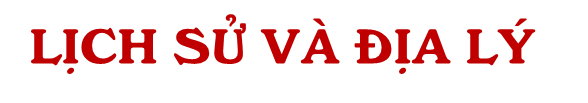 LỊCH SỬ VÀ ĐỊA LÝ